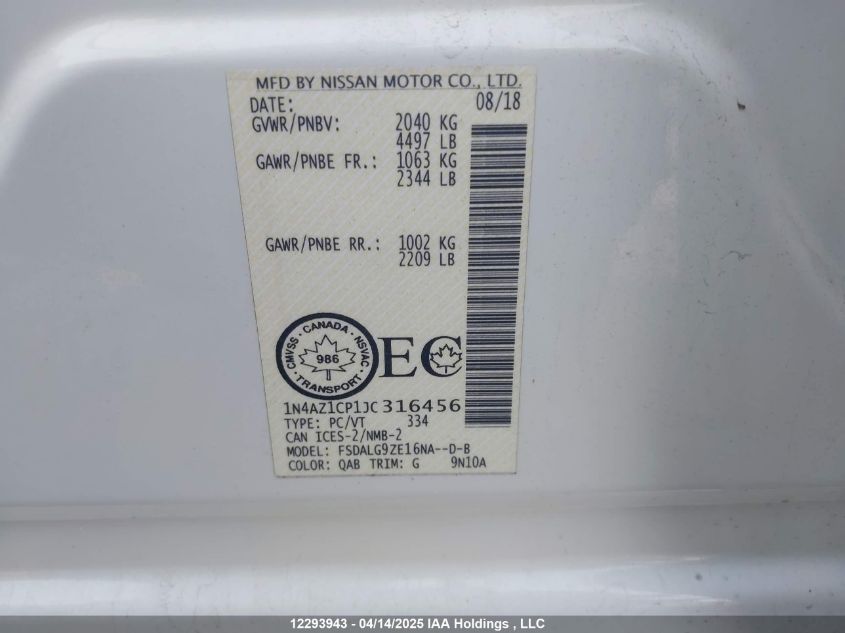 MFD BY NISSAN MOTOR CO., LTD.
DATE: 08/18
GVWR/PNBV: 2040 KG
4497 LB
GAWR/PNBE FR.: 1063 KG
2344 LB
GAWR/PNBE RR.: 1002 KG
2209 LB
CMVSS · CANADA · NSVAC
986
· TRANSPORT ·
EC
1N4AZ1CP1JC316456
TYPE: PC/VT 334
CAN ICES-2/NMB-2
MODEL: FSDALG9ZE16NA--D-B
COLOR: QAB TRIM: G 9N10A
12293943 - 04/14/2025 IAA Holdings , LLC